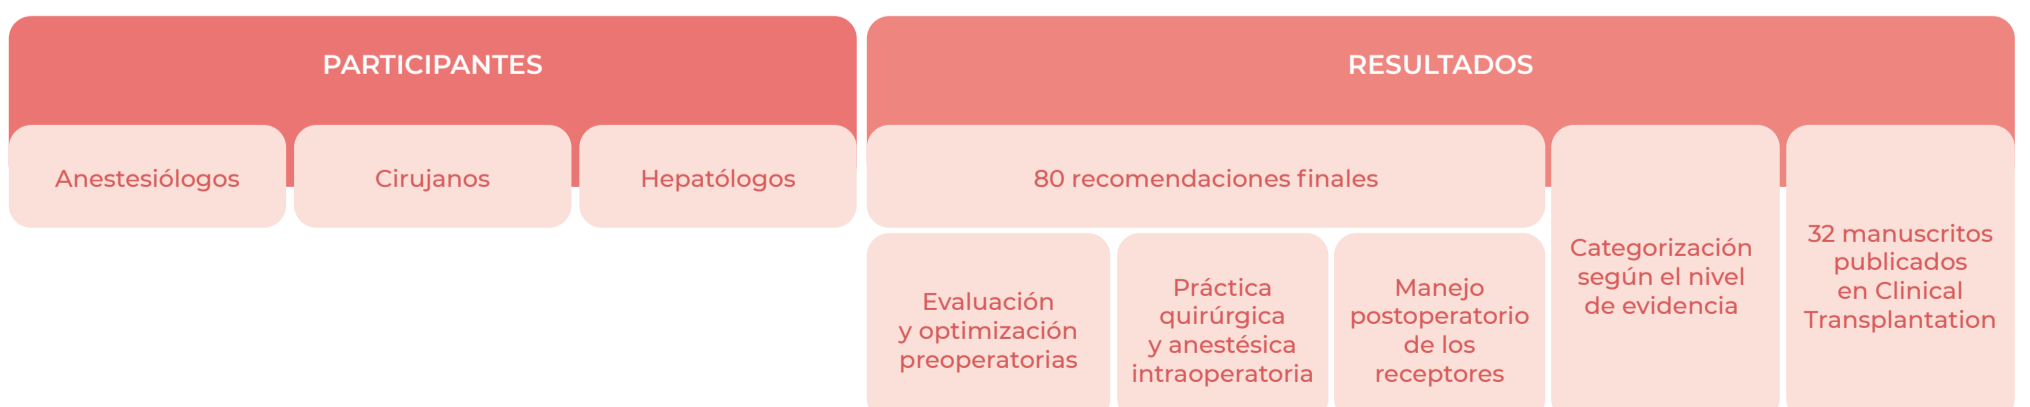 PARTICIPANTES
Anestesiólogos
Cirujanos
Hepatólogos
RESULTADOS
80 recomendaciones finales
Evaluación
y optimización
preoperatorias
Práctica
quirúrgica
y anestésica
intraoperatoria
Manejo
postoperatorio
de los
receptores
Categorización
según el nivel
de evidencia
32 manuscritos
publicados
en Clinical
Transplantation